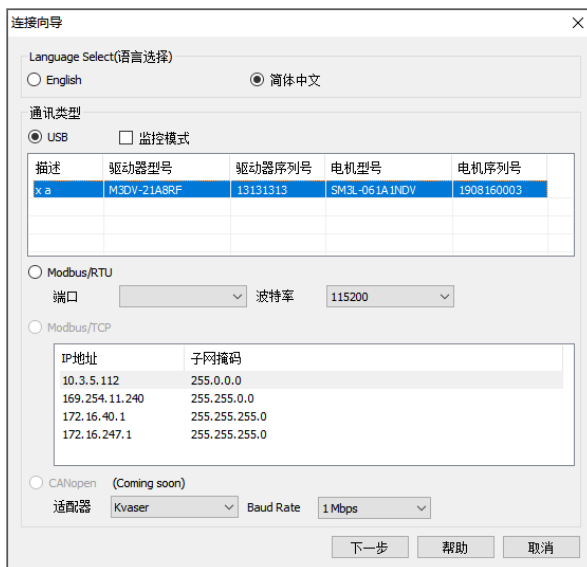 连接向导
Language Select(语言选择)
English 简体中文
通讯类型
USB 监控模式
描述 驱动器型号 驱动器序列号 电机型号 电机序列号
x a M3DV-21A8RF 13131313 SM3L-061A1NDV 1908160003
Modbus/RTU
端口 波特率 115200
Modbus/TCP
IP地址 子网掩码
10.3.5.112 255.0.0.0
169.254.11.240 255.255.0.0
172.16.40.1 255.255.255.0
172.16.247.1 255.255.255.0
CANopen (Coming soon)
适配器 Kvaser Baud Rate 1 Mbps
下一步 帮助 取消